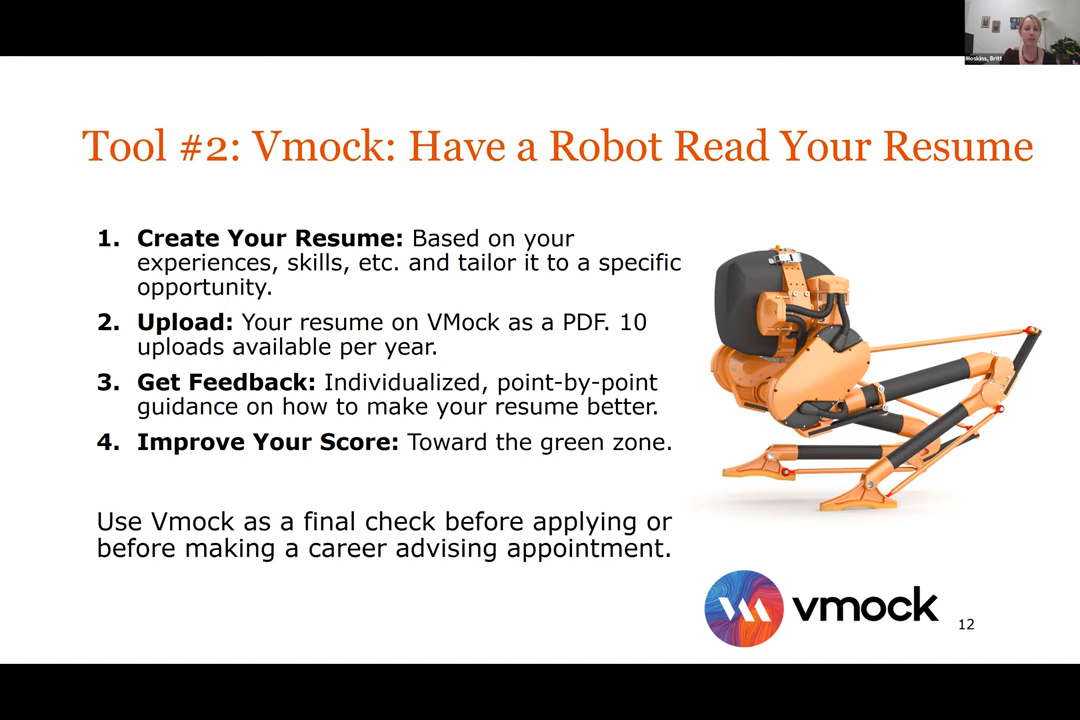 Hoskins, Britt
Tool #2: Vmock: Have a Robot Read Your Resume
1. Create Your Resume: Based on your
experiences, skills, etc. and tailor it to a specific
opportunity.
2. Upload: Your resume on VMock as a PDF. 10
uploads available per year.
3. Get Feedback: Individualized, point-by-point
guidance on how to make your resume better.
4. Improve Your Score: Toward the green zone.
Use Vmock as a final check before applying or
before making a career advising appointment.
vmock
12